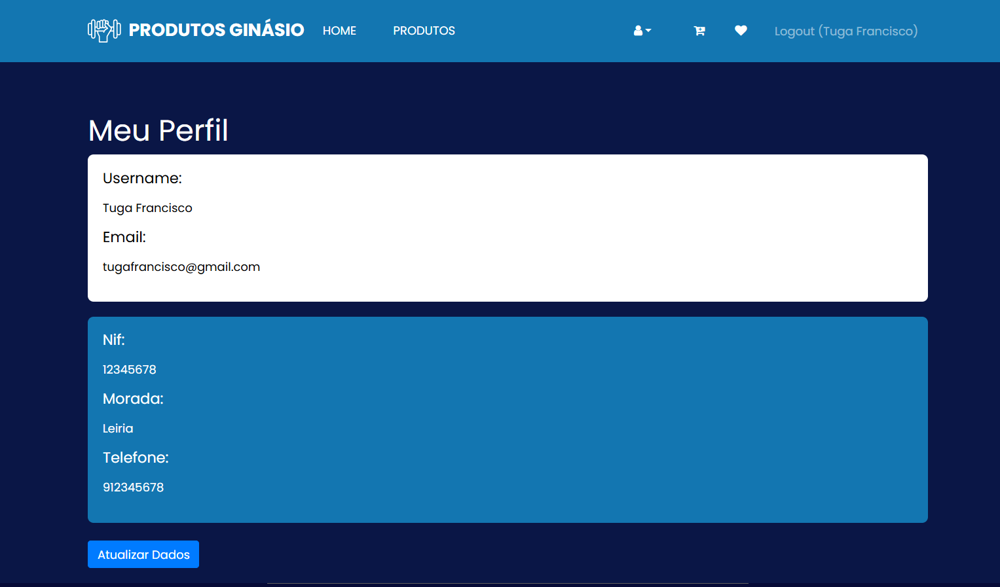 PRODUTOS GINÁSIO HOME PRODUTOS Logout (Tuga Francisco)
Meu Perfil
Username:
Tuga Francisco
Email:
tugafrancisco@gmail.com
Nif:
12345678
Morada:
Leiria
Telefone:
912345678
Atualizar Dados